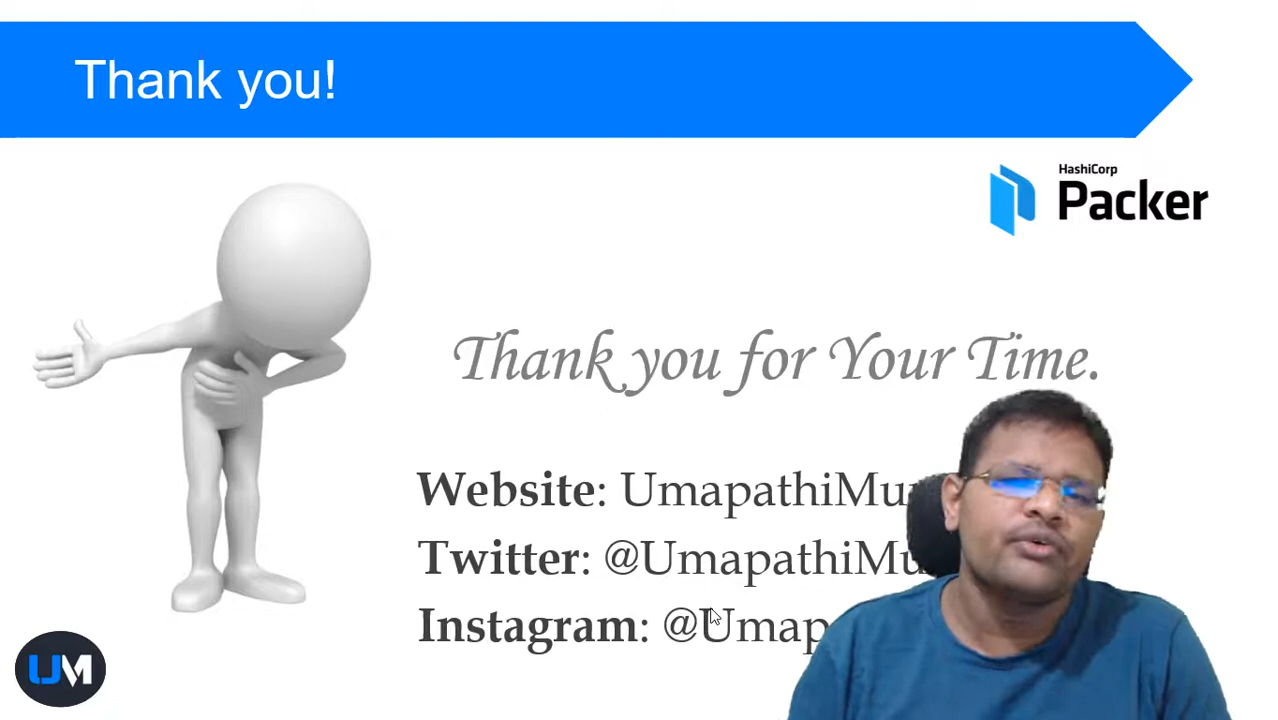 Thank you!
HashiCorp
Packer
Thank you for Your Time.
Website: UmapathiMu
Twitter: @UmapathiMu
Instagram: @Umap
UM